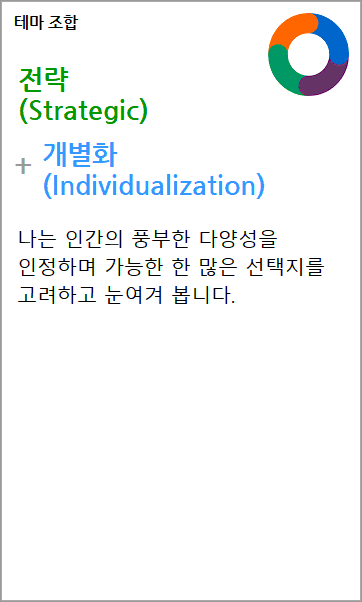 테마 조합
전략
(Strategic)
+ 개별화
(Individualization)
나는 인간의 풍부한 다양성을
인정하며 가능한 한 많은 선택지를
고려하고 눈여겨 봅니다.